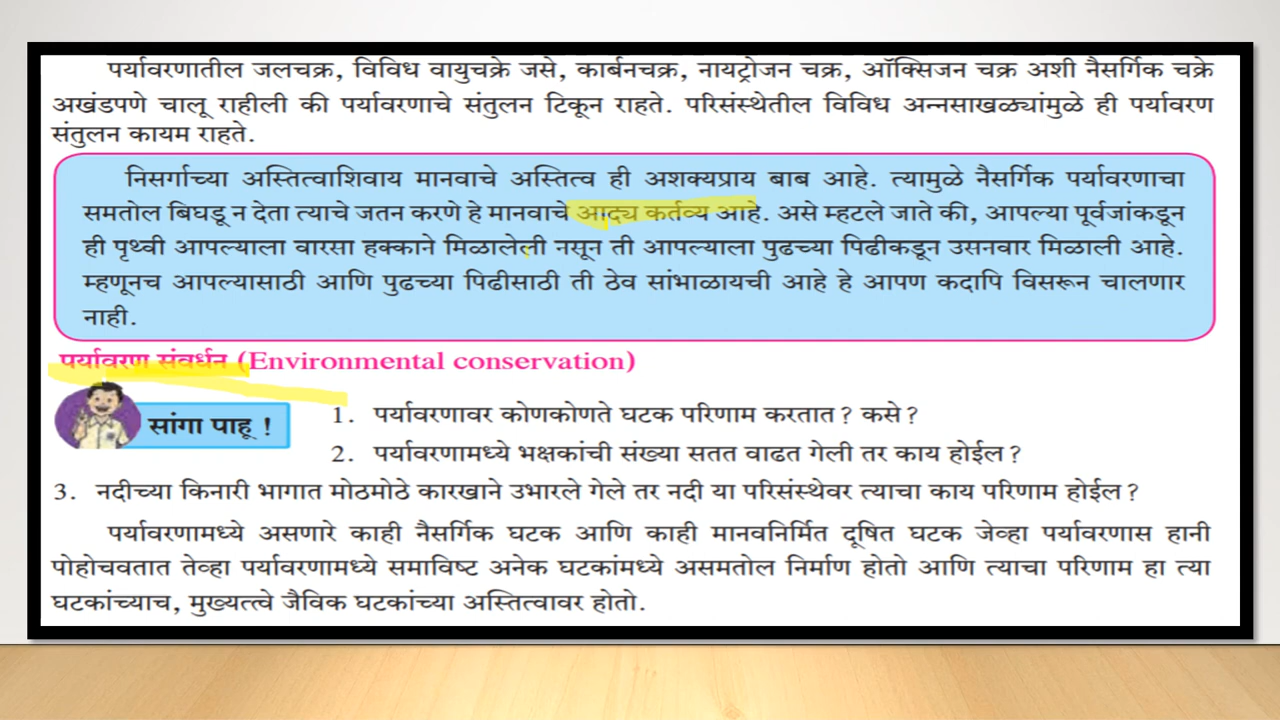 पर्यावरणातील जलचक्र, विविध वायुचक्रे जसे, कार्बनचक्र, नायट्रोजन चक्र, ऑक्सिजन चक्र अशी नैसर्गिक चक्रे
अखंडपणे चालू राहीली की पर्यावरणाचे संतुलन टिकून राहते. परिसंस्थेतील विविध अन्नसाखळ्यांमुळे ही पर्यावरण
संतुलन कायम राहते.
निसर्गाच्या अस्तित्वाशिवाय मानवाचे अस्तित्व ही अशक्यप्राय बाब आहे. त्यामुळे नैसर्गिक पर्यावरणाचा
समतोल बिघडू न देता त्याचे जतन करणे हे मानवाचे आद्य कर्तव्य आहे. असे म्हटले जाते की, आपल्या पूर्वजांकडून
ही पृथ्वी आपल्याला वारसा हक्काने मिळालेली नसून ती आपल्याला पुढच्या पिढीकडून उसनवार मिळाली आहे.
म्हणूनच आपल्यासाठी आणि पुढच्या पिढीसाठी ती ठेव सांभाळायची आहे हे आपण कदापि विसरून चालणार
नाही.
पर्यावरण संवर्धन (Environmental conservation)
सांगा पाहू !
1. पर्यावरणावर कोणकोणते घटक परिणाम करतात? कसे?
2. पर्यावरणामध्ये भक्षकांची संख्या सतत वाढत गेली तर काय होईल?
3. नदीच्या किनारी भागात मोठमोठे कारखाने उभारले गेले तर नदी या परिसंस्थेवर त्याचा काय परिणाम होईल?
पर्यावरणामध्ये असणारे काही नैसर्गिक घटक आणि काही मानवनिर्मित दूषित घटक जेव्हा पर्यावरणास हानी
पोहोचवतात तेव्हा पर्यावरणामध्ये समाविष्ट अनेक घटकांमध्ये असमतोल निर्माण होतो आणि त्याचा परिणाम हा त्या
घटकांच्याच, मुख्यत्त्वे जैविक घटकांच्या अस्तित्वावर होतो.